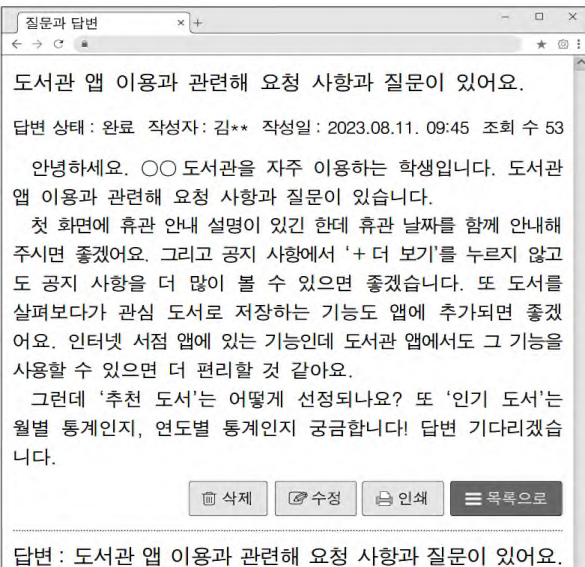 질문과 답변
도서관 앱 이용과 관련해 요청 사항과 질문이 있어요.
답변 상태 : 완료 작성자 : 김** 작성일 : 2023.08.11. 09:45 조회 수 53
안녕하세요. ○○ 도서관을 자주 이용하는 학생입니다. 도서관
앱 이용과 관련해 요청 사항과 질문이 있습니다.
첫 화면에 휴관 안내 설명이 있긴 한데 휴관 날짜를 함께 안내해
주시면 좋겠어요. 그리고 공지 사항에서 ‘+ 더 보기’를 누르지 않고
도 공지 사항을 더 많이 볼 수 있으면 좋겠습니다. 또 도서를
살펴보다가 관심 도서로 저장하는 기능도 앱에 추가되면 좋겠
어요. 인터넷 서점 앱에 있는 기능인데 도서관 앱에서도 그 기능을
사용할 수 있으면 더 편리할 것 같아요.
그런데 ‘추천 도서’는 어떻게 선정되나요? 또 ‘인기 도서’는
월별 통계인지, 연도별 통계인지 궁금합니다! 답변 기다리겠습
니다.
삭제 수정 인쇄 목록으로
답변 : 도서관 앱 이용과 관련해 요청 사항과 질문이 있어요.